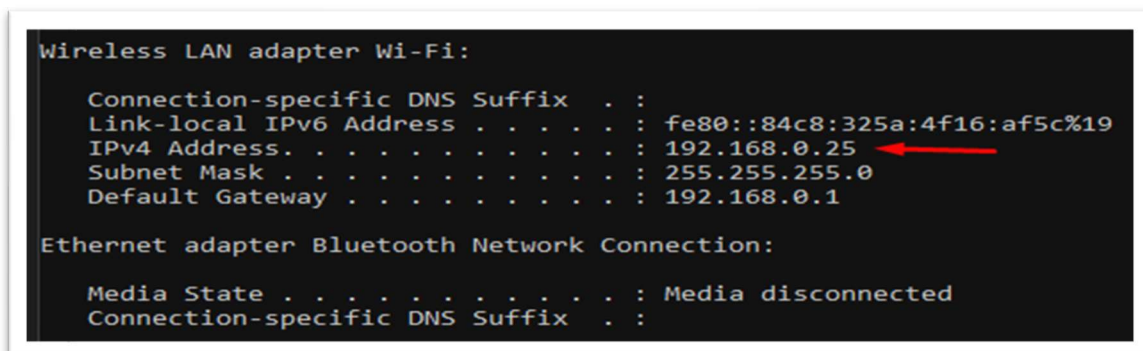 Wireless LAN adapter Wi-Fi:
Connection-specific DNS Suffix . :
Link-local IPv6 Address . . . . . : fe80::84c8:325a:4f16:af5c%19
IPv4 Address. . . . . . . . . . . : 192.168.0.25
Subnet Mask . . . . . . . . . . . : 255.255.255.0
Default Gateway . . . . . . . . . : 192.168.0.1
Ethernet adapter Bluetooth Network Connection:
Media State . . . . . . . . . . . : Media disconnected
Connection-specific DNS Suffix . :